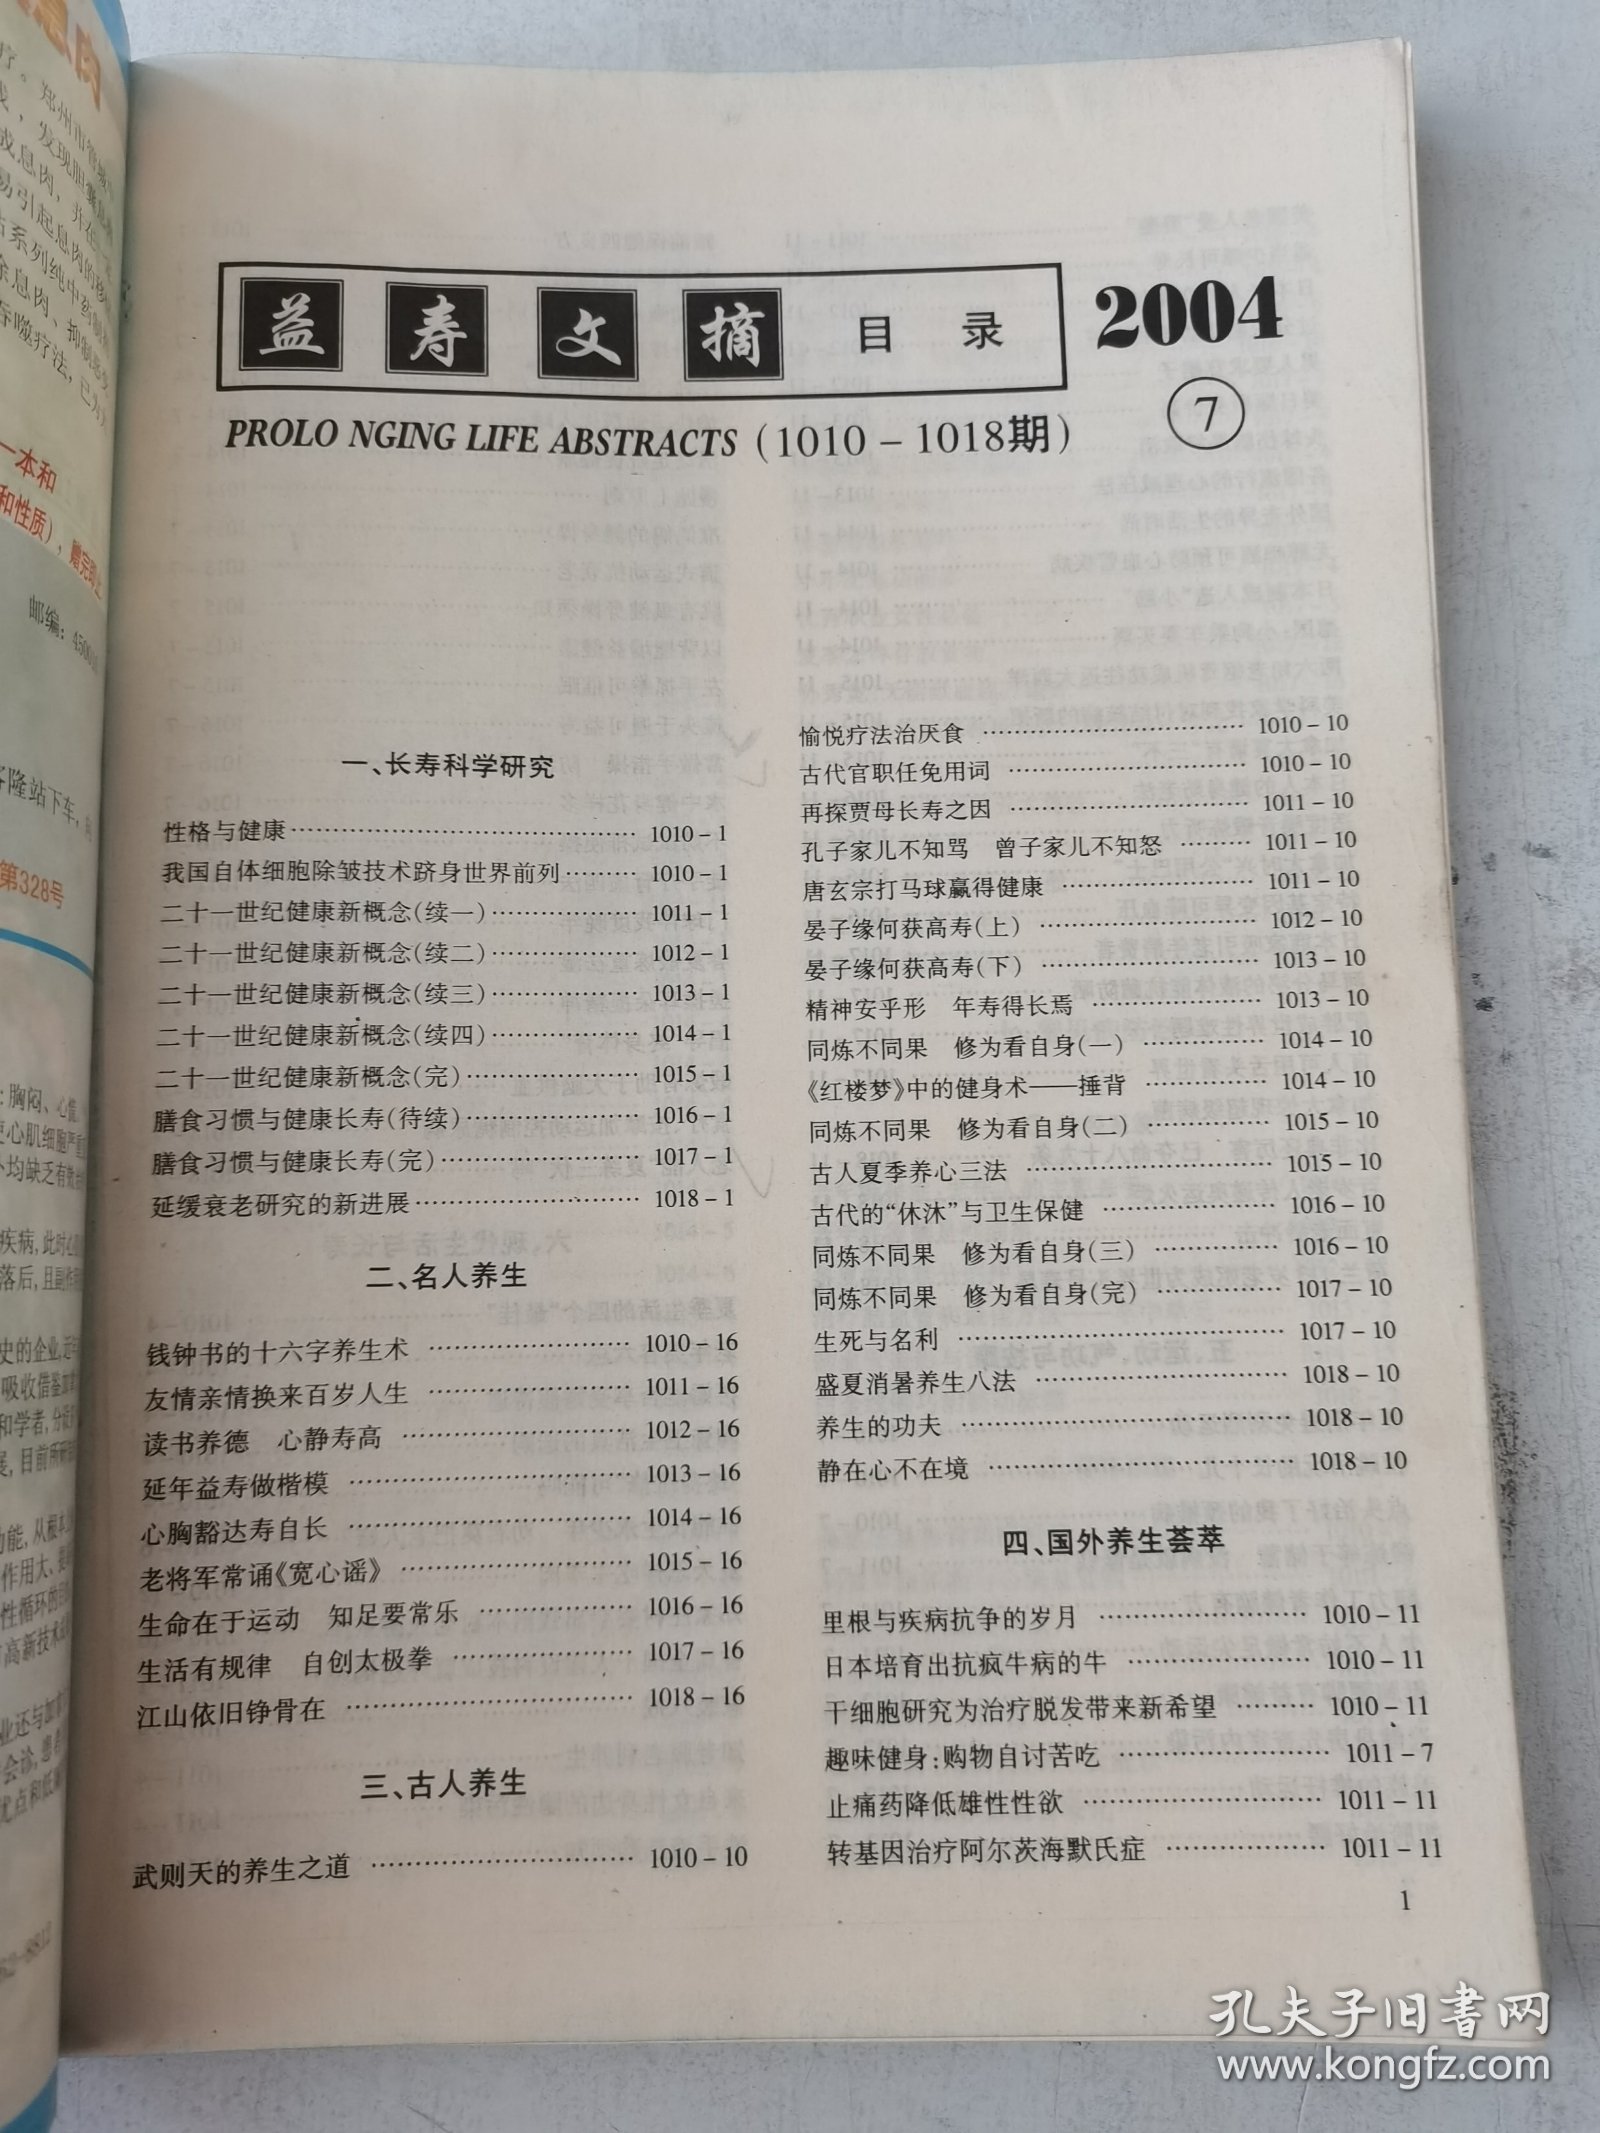 益寿文摘 目录 2004
PROLO NGING LIFE ABSTRACTS (1010-1018期) ⑦
一、长寿科学研究
性格与健康 …… 1010-1
我国自体细胞除皱技术跻身世界前列 …… 1010-1
二十一世纪健康新概念(续一) …… 1011-1
二十一世纪健康新概念(续二) …… 1012-1
二十一世纪健康新概念(续三) …… 1013-1
二十一世纪健康新概念(续四) …… 1014-1
二十一世纪健康新概念(完) …… 1015-1
膳食习惯与健康长寿(待续) …… 1016-1
膳食习惯与健康长寿(完) …… 1017-1
延缓衰老研究的新进展 …… 1018-1
二、名人养生
钱钟书的十六字养生术 …… 1010-16
友情亲情换来百岁人生 …… 1011-16
读书养德 心静寿高 …… 1012-16
延年益寿做楷模 …… 1013-16
心胸豁达寿自长 …… 1014-16
老将军常诵《宽心谣》 …… 1015-16
生命在于运动 知足要常乐 …… 1016-16
生活有规律 自创太极拳 …… 1017-16
江山依旧铮骨在 …… 1018-16
三、古人养生
武则天的养生之道 …… 1010-10
愉悦疗法治厌食 …… 1010-10
古代官职任免用词 …… 1010-10
再探贾母长寿之因 …… 1011-10
孔子家儿不知骂 曾子家儿不知怒 …… 1011-10
唐玄宗打马球赢得健康 …… 1011-10
晏子缘何获高寿(上) …… 1012-10
晏子缘何获高寿(下) …… 1013-10
精神安乎形 年寿得长焉 …… 1013-10
同炼不同果 修为看自身(一) …… 1014-10
《红楼梦》中的健身术——捶背 …… 1014-10
同炼不同果 修为看自身(二) …… 1015-10
古人夏季养心三法 …… 1015-10
古代的“休沐”与卫生保健 …… 1016-10
同炼不同果 修为看自身(三) …… 1016-10
同炼不同果 修为看自身(完) …… 1017-10
生死与名利 …… 1017-10
盛夏消暑养生八法 …… 1018-10
养生的功夫 …… 1018-10
静在心不在境 …… 1018-10
四、国外养生荟萃
里根与疾病抗争的岁月 …… 1010-11
日本培育出抗疯牛病的牛 …… 1010-11
干细胞研究为治疗脱发带来新希望 …… 1010-11
趣味健身:购物自讨苦吃 …… 1011-7
止痛药降低雄性性欲 …… 1011-11
转基因治疗阿尔茨海默氏症 …… 1011-11
1
孔夫子旧书网
www.kongfz.com